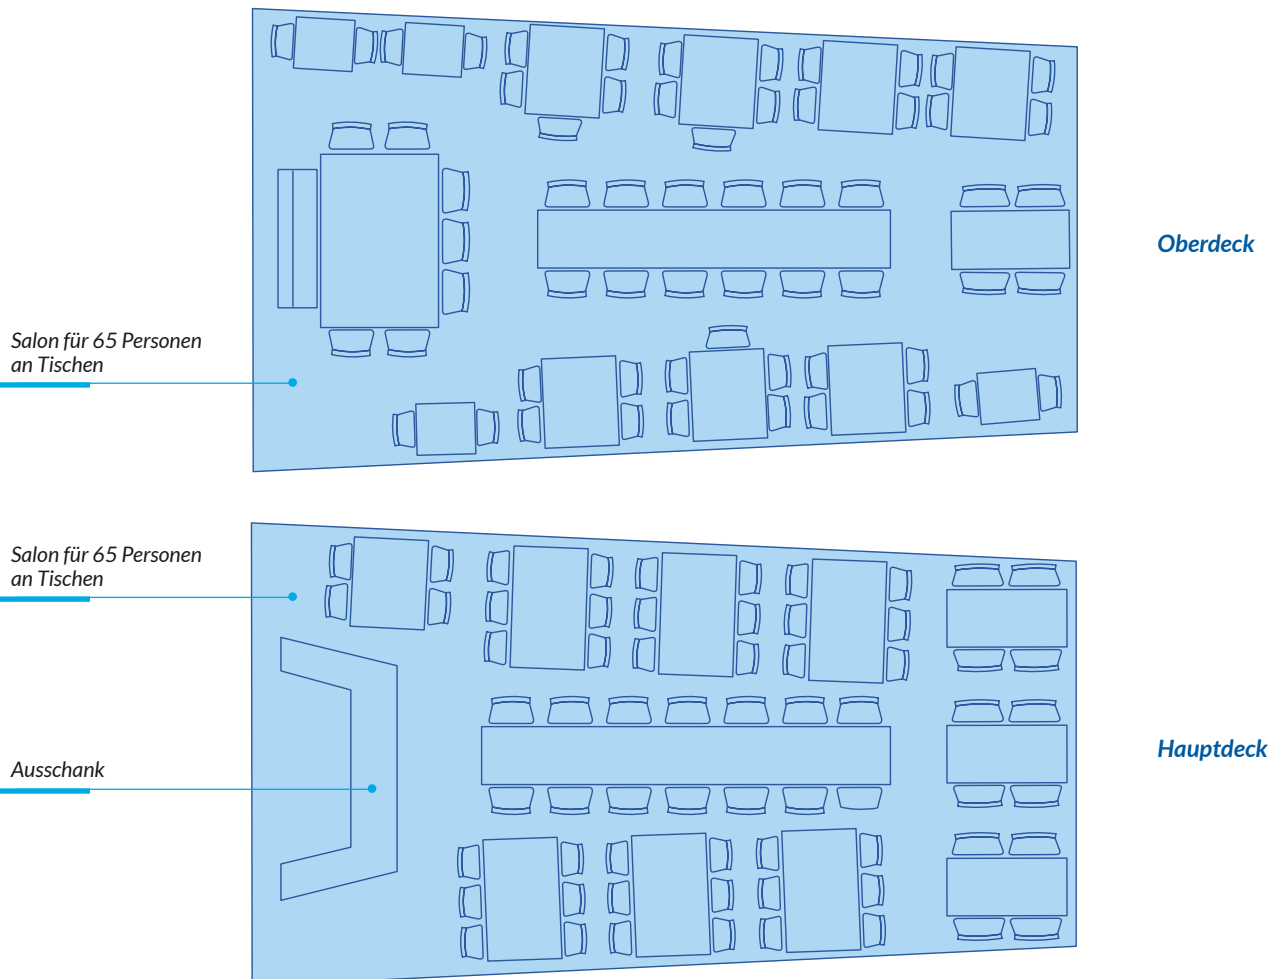 Oberdeck
Salon für 65 Personen
an Tischen
Salon für 65 Personen
an Tischen
Hauptdeck
Ausschank